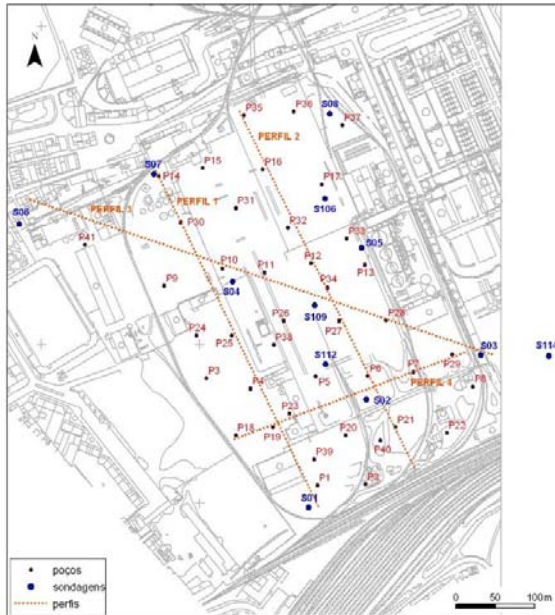 N
P35
P36
S08
P37
PERFIL 2
S07
P14
P15
P16
P17
PERFIL 1
S106
S06
PERFIL 3
P31
P30
P32
P33
S05
P41
P10
P11
P12
P13
P9
S04
P34
S109
P26
P27
P28
P24
P25
P38
S112
P29
S03
S114
P3
P4
P5
P6
P7
PERFIL 4
P8
S02
P23
P18
P19
P20
P21
P22
P40
P39
P1
P2
S01
poços
sondagens
perfis
0 50 100m